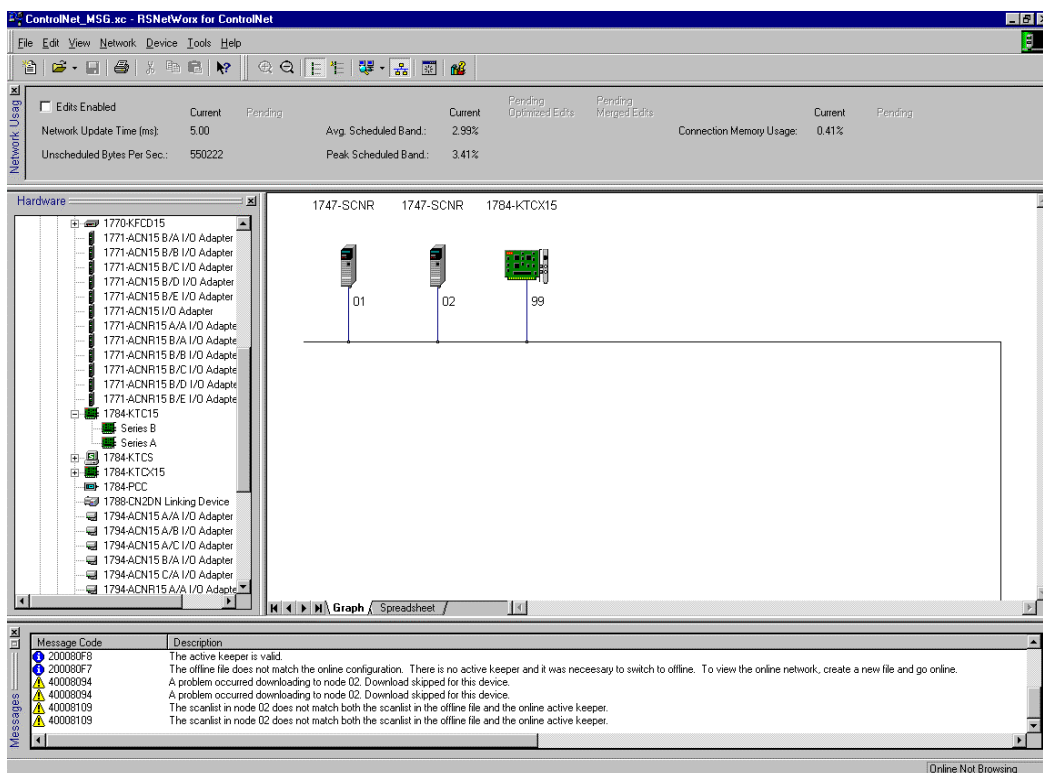 ControlNet_MSG.xc - RSNetWorx for ControlNet
File Edit View Network Device Tools Help
Network Usag
Edits Enabled
Current Pending
Network Update Time (ms): 5.00
Unscheduled Bytes Per Sec.: 550222
Current
Pending Optimized Edits
Pending Merged Edits
Avg. Scheduled Band.: 2.99%
Peak Scheduled Band.: 3.41%
Current Pending
Connection Memory Usage: 0.41%
Hardware
1770-KFCD15
1771-ACN15 B/A I/O Adapter
1771-ACN15 B/B I/O Adapter
1771-ACN15 B/C I/O Adapter
1771-ACN15 B/D I/O Adapter
1771-ACN15 B/E I/O Adapter
1771-ACN15 I/O Adapter
1771-ACNR15 A/A I/O Adapte
1771-ACNR15 B/A I/O Adapte
1771-ACNR15 B/B I/O Adapte
1771-ACNR15 B/C I/O Adapte
1771-ACNR15 B/D I/O Adapte
1771-ACNR15 B/E I/O Adapte
1784-KTC15
Series B
Series A
1784-KTCS
1784-KTCX15
1784-PCC
1788-CN2DN Linking Device
1794-ACN15 A/A I/O Adapter
1794-ACN15 A/B I/O Adapter
1794-ACN15 A/C I/O Adapter
1794-ACN15 B/A I/O Adapter
1794-ACN15 C/A I/O Adapter
1794-ACNR15 A/A I/O Adapte
1747-SCNR 1747-SCNR 1784-KTCX15
01 02 99
Graph Spreadsheet
Messages
Message Code Description
200080F8 The active keeper is valid.
200080F7 The offline file does not match the online configuration. There is no active keeper and it was neceesary to switch to offline. To view the online network, create a new file and go online.
40008094 A problem occurred downloading to node 02. Download skipped for this device.
40008094 A problem occurred downloading to node 02. Download skipped for this device.
40008109 The scanlist in node 02 does not match both the scanlist in the offline file and the online active keeper.
40008109 The scanlist in node 02 does not match both the scanlist in the offline file and the online active keeper.
Online Not Browsing